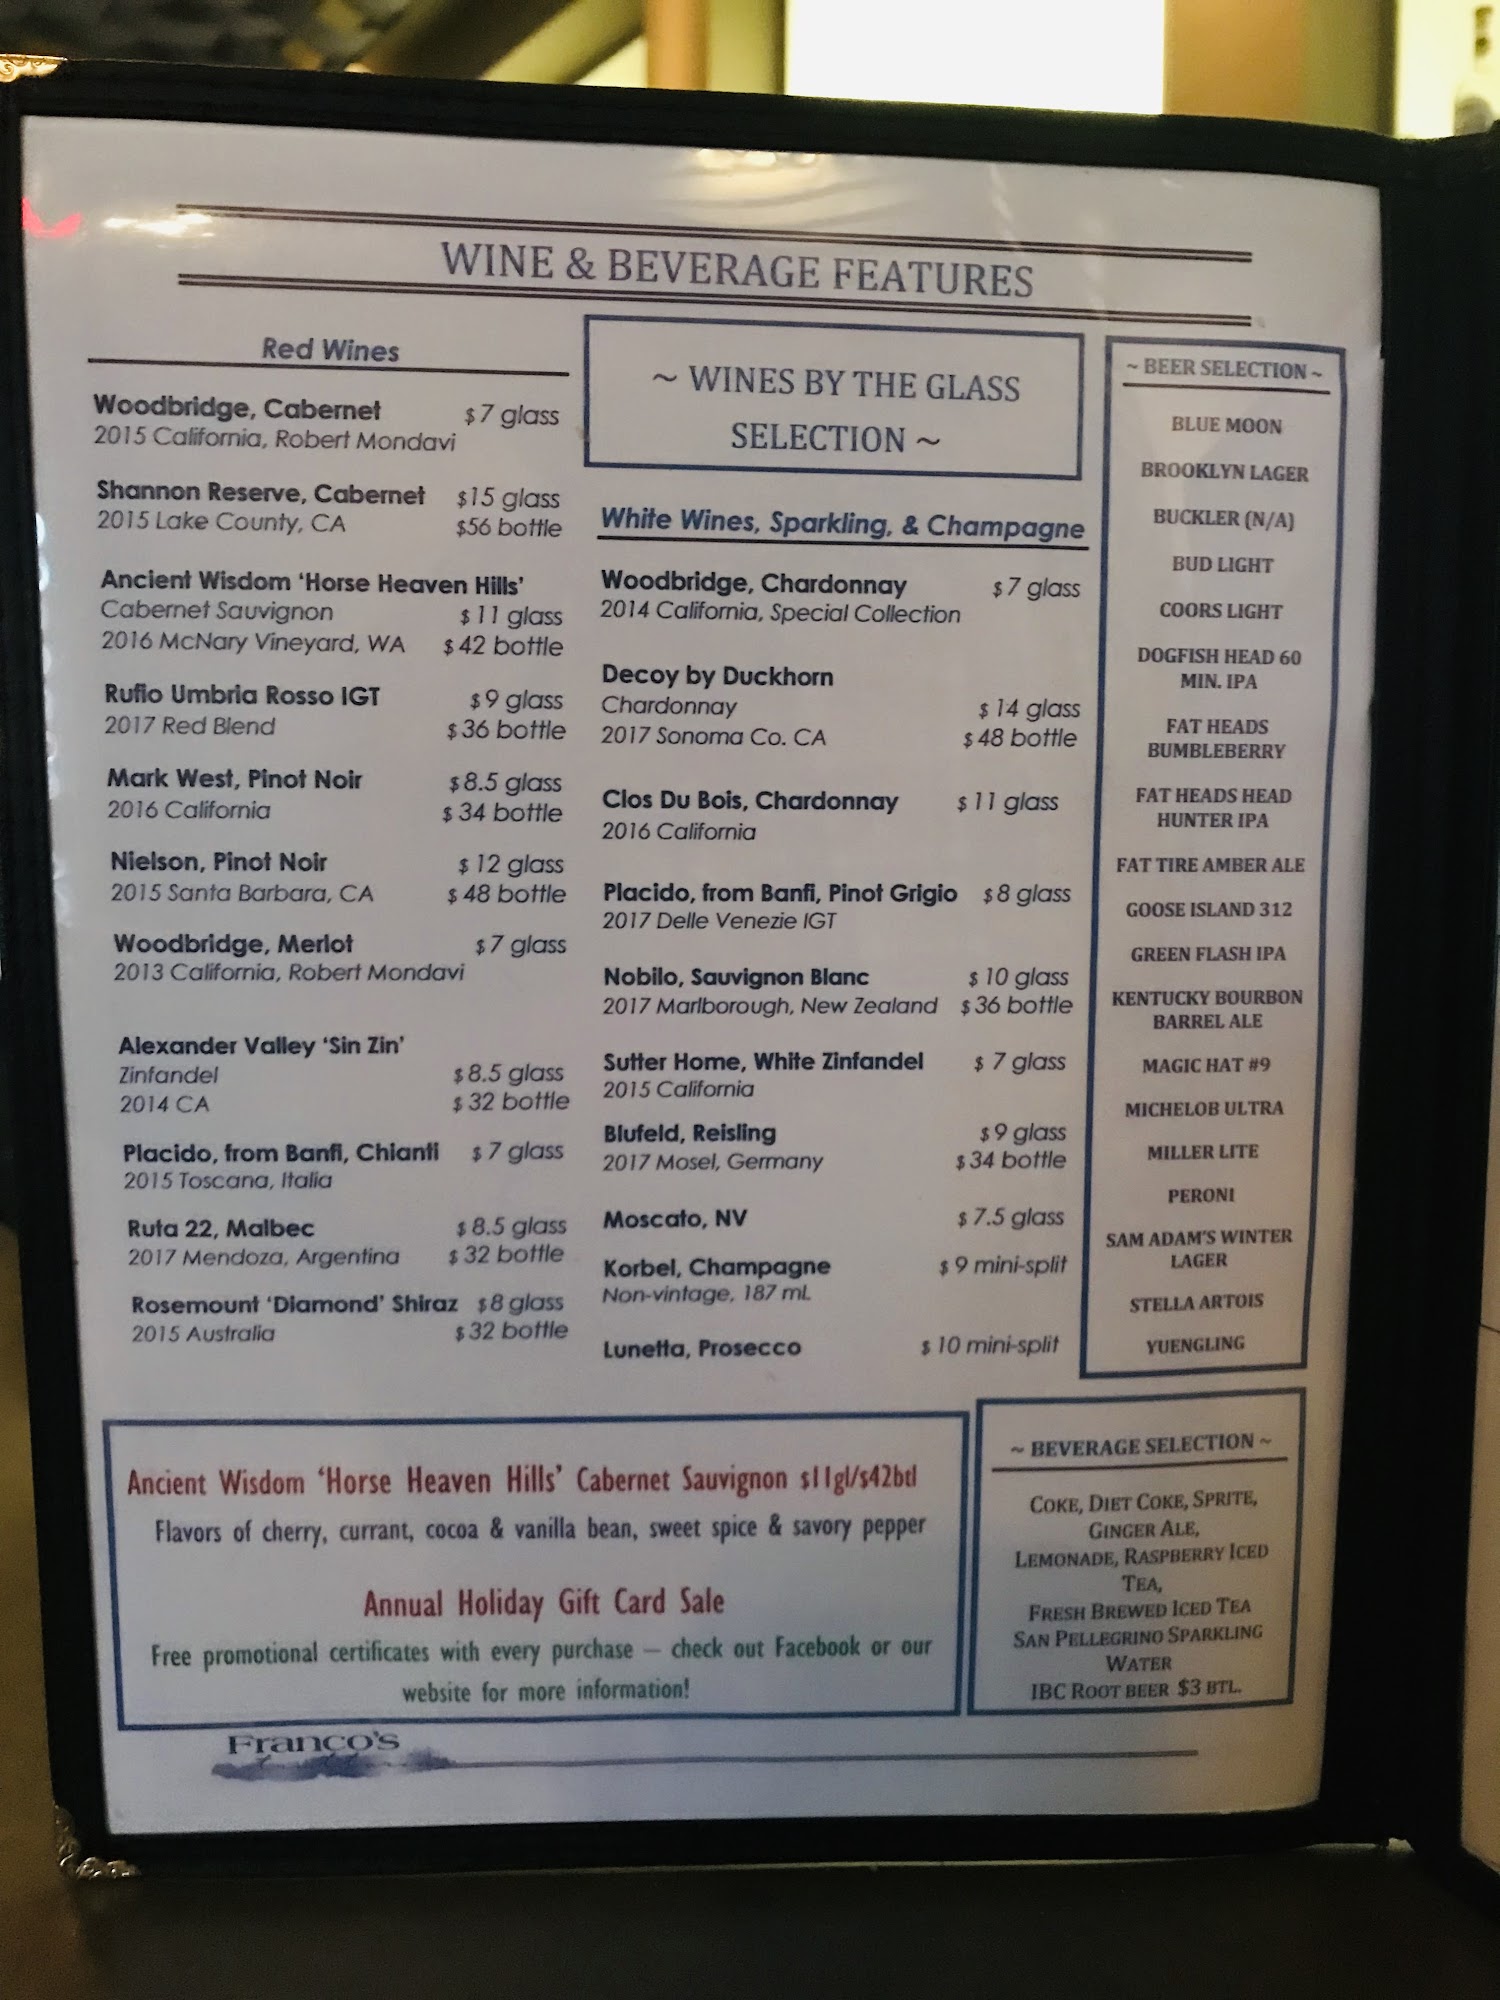 WINE & BEVERAGE FEATURES
Red Wines
Woodbridge, Cabernet $7 glass
2015 California, Robert Mondavi
Shannon Reserve, Cabernet $15 glass
2015 Lake County, CA $56 bottle
Ancient Wisdom ‘Horse Heaven Hills’
Cabernet Sauvignon $11 glass
2016 McNary Vineyard, WA $42 bottle
Rufio Umbria Rosso IGT $9 glass
2017 Red Blend $36 bottle
Mark West, Pinot Noir $8.5 glass
2016 California $34 bottle
Nielson, Pinot Noir $12 glass
2015 Santa Barbara, CA $48 bottle
Woodbridge, Merlot $7 glass
2013 California, Robert Mondavi
Alexander Valley ‘Sin Zin’
Zinfandel $8.5 glass
2014 CA $32 bottle
Placido, from Banfi, Chianti $7 glass
2015 Toscana, Italia
Ruta 22, Malbec $8.5 glass
2017 Mendoza, Argentina $32 bottle
Rosemount ‘Diamond’ Shiraz $8 glass
2015 Australia $32 bottle
~ WINES BY THE GLASS
SELECTION ~
White Wines, Sparkling, & Champagne
Woodbridge, Chardonnay $7 glass
2014 California, Special Collection
Decoy by Duckhorn
Chardonnay $14 glass
2017 Sonoma Co. CA $48 bottle
Clos Du Bois, Chardonnay $11 glass
2016 California
Placido, from Banfi, Pinot Grigio $8 glass
2017 Delle Venezie IGT
Nobilo, Sauvignon Blanc $10 glass
2017 Marlborough, New Zealand $36 bottle
Sutter Home, White Zinfandel $7 glass
2015 California
Blufeld, Reisling $9 glass
2017 Mosel, Germany $34 bottle
Moscato, NV $7.5 glass
Korbel, Champagne $9 mini-split
Non-vintage, 187 mL
Lunetta, Prosecco $10 mini-split
~ BEER SELECTION ~
BLUE MOON
BROOKLYN LAGER
BUCKLER (N/A)
BUD LIGHT
COORS LIGHT
DOGFISH HEAD 60
MIN. IPA
FAT HEADS
BUMBLEBERRY
FAT HEADS HEAD
HUNTER IPA
FAT TIRE AMBER ALE
GOOSE ISLAND 312
GREEN FLASH IPA
KENTUCKY BOURBON
BARREL ALE
MAGIC HAT #9
MICHELOB ULTRA
MILLER LITE
PERONI
SAM ADAM'S WINTER
LAGER
STELLA ARTOIS
YUENGLING
Ancient Wisdom ‘Horse Heaven Hills’ Cabernet Sauvignon $11gl/$42btl
Flavors of cherry, currant, cocoa & vanilla bean, sweet spice & savory pepper
Annual Holiday Gift Card Sale
Free promotional certificates with every purchase – check out Facebook or our
website for more information!
~ BEVERAGE SELECTION ~
COKE, DIET COKE, SPRITE,
GINGER ALE,
LEMONADE, RASPBERRY ICED
TEA,
FRESH BREWED ICED TEA
SAN PELLEGRINO SPARKLING
WATER
IBC ROOT BEER $3 BTL.
Franco's